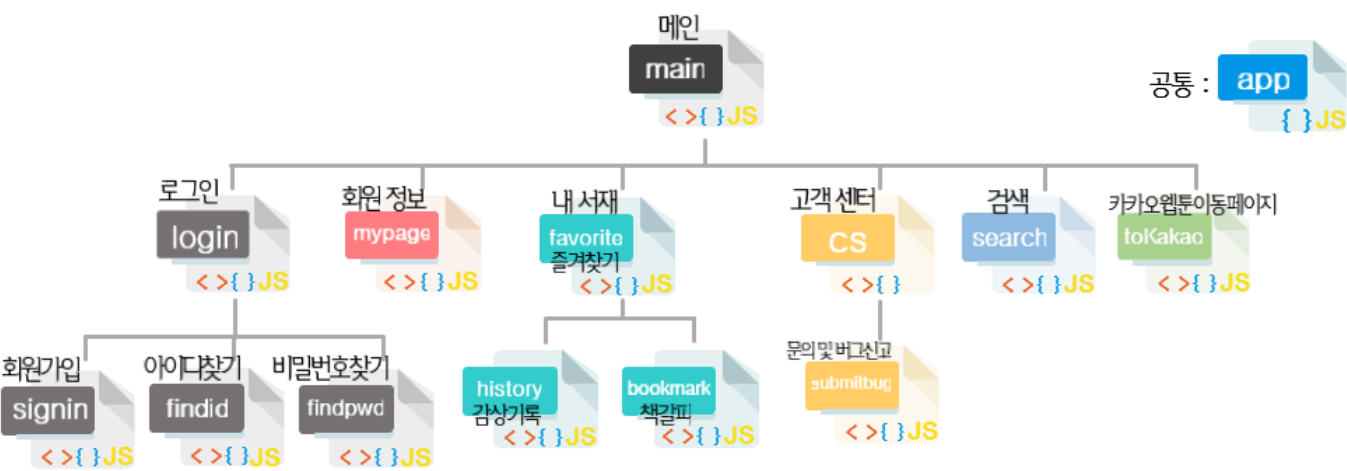 메인
main
< >{ }JS
공통 : app
{ }JS
로그인
login
< >{ }JS
회원 정보
mypage
< >{ }JS
내 서재
favorite
즐겨찾기
< >{ }JS
고객 센터
CS
< >{ }
검색
search
< >{ }JS
카카오웹툰이동페이지
toKakao
< >{ }JS
회원가입
signin
< >{ }JS
아이디찾기
findid
< >{ }JS
비밀번호찾기
findpwd
< >{ }JS
history
감상기록
< >{ }JS
bookmark
책갈피
< >{ }JS
문의 및 버그신고
submitbug
< >{ }JS